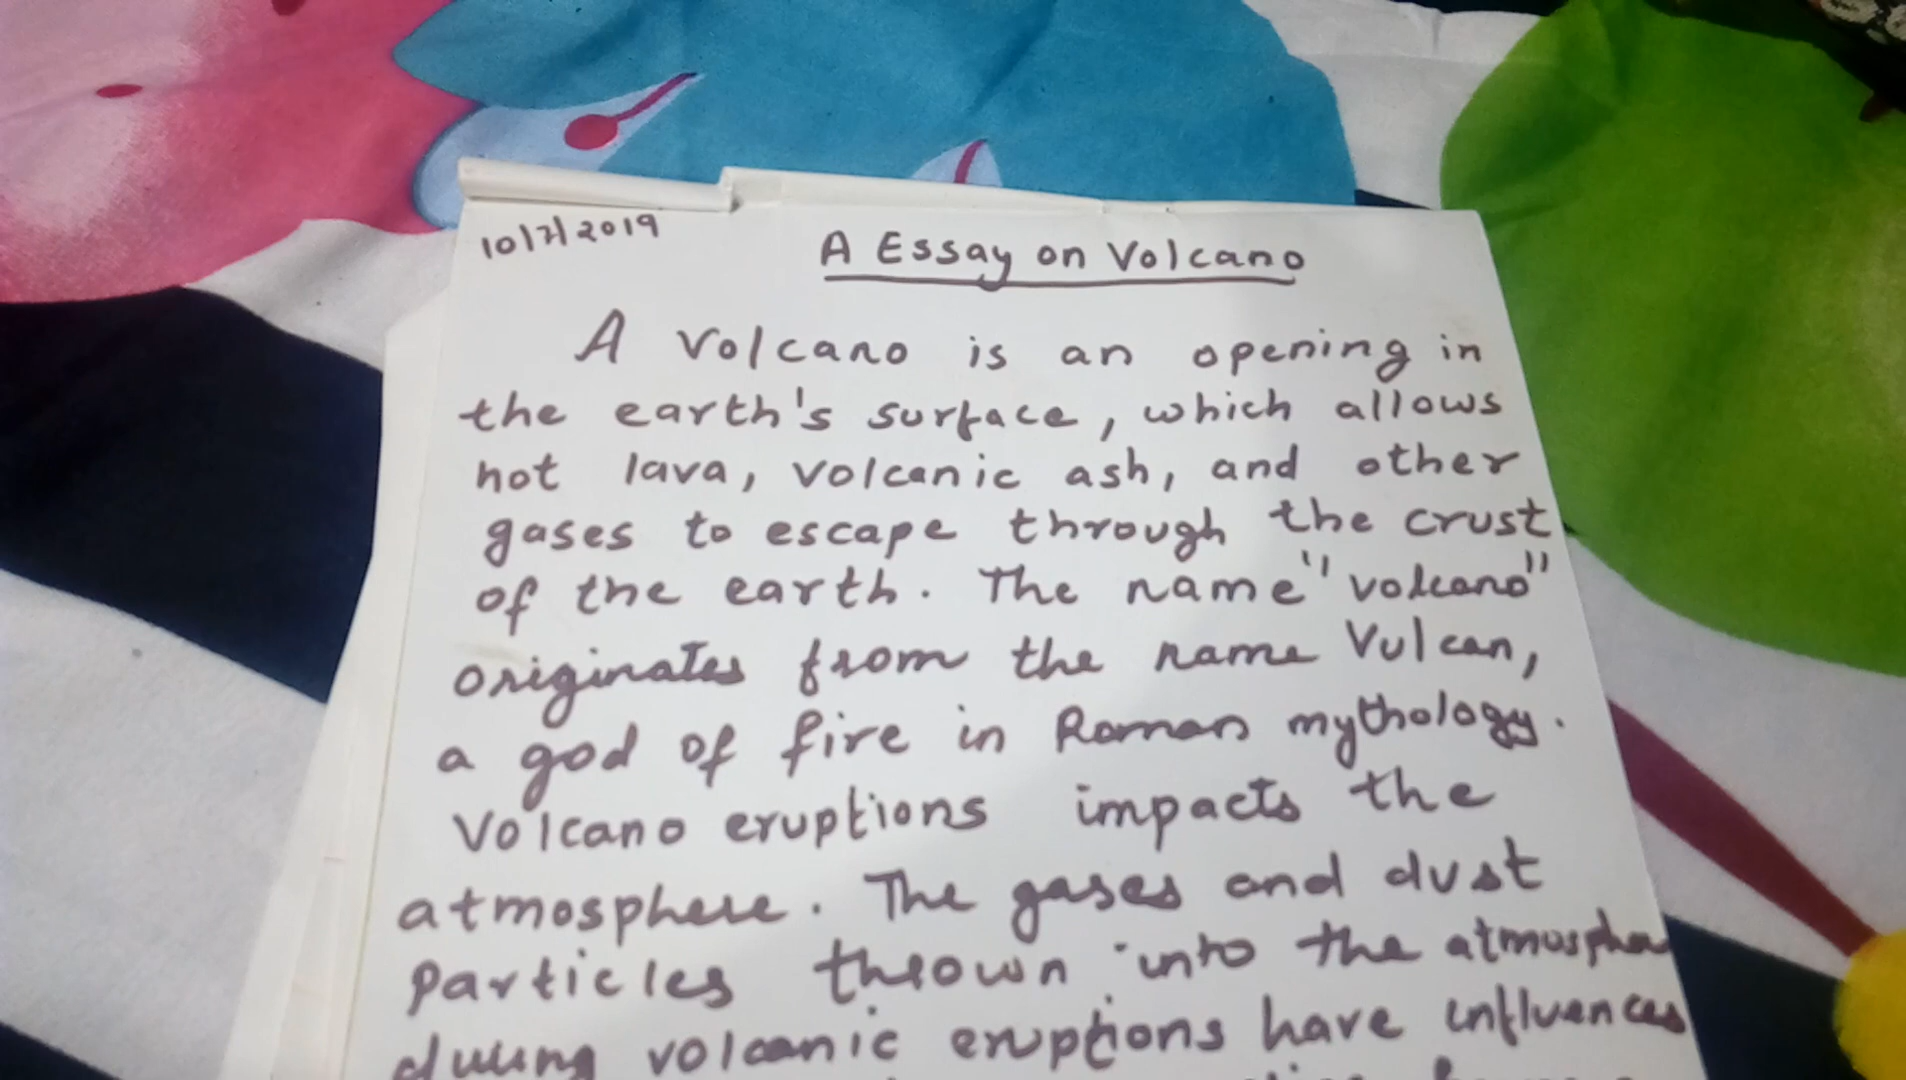 10/7/2019
A Essay on Volcano
A Volcano is an opening in
the earth's surface, which allows
hot lava, volcanic ash, and other
gases to escape through the crust
of the earth. The name "volcano"
originates from the name Vulcan,
a god of fire in Roman mythology.
Volcano eruptions impacts the
atmosphere. The gases and dust
particles thrown into the atmosphe
during volcanic eruptions have influences